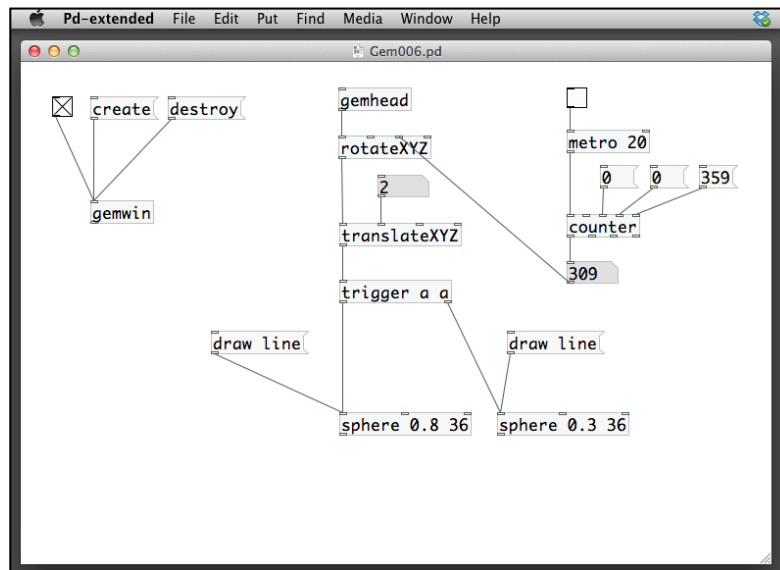 Pd-extended File Edit Put Find Media Window Help
Gem006.pd
create
destroy
gemwin
gemhead
rotateXYZ
2
translateXYZ
trigger a a
draw line
sphere 0.8 36
draw line
sphere 0.3 36
metro 20
0
0
359
counter
309